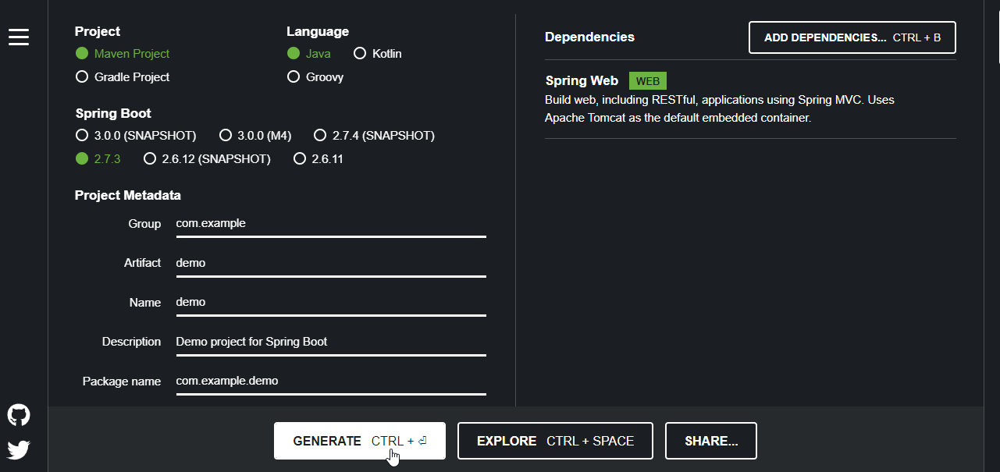 Project
Maven Project
Gradle Project
Language
Java Kotlin
Groovy
Spring Boot
3.0.0 (SNAPSHOT) 3.0.0 (M4) 2.7.4 (SNAPSHOT)
2.7.3 2.6.12 (SNAPSHOT) 2.6.11
Project Metadata
Group com.example
Artifact demo
Name demo
Description Demo project for Spring Boot
Package name com.example.demo
Dependencies ADD DEPENDENCIES... CTRL + B
Spring Web WEB
Build web, including RESTful, applications using Spring MVC. Uses
Apache Tomcat as the default embedded container.
GENERATE CTRL + ⏎ EXPLORE CTRL + SPACE SHARE...